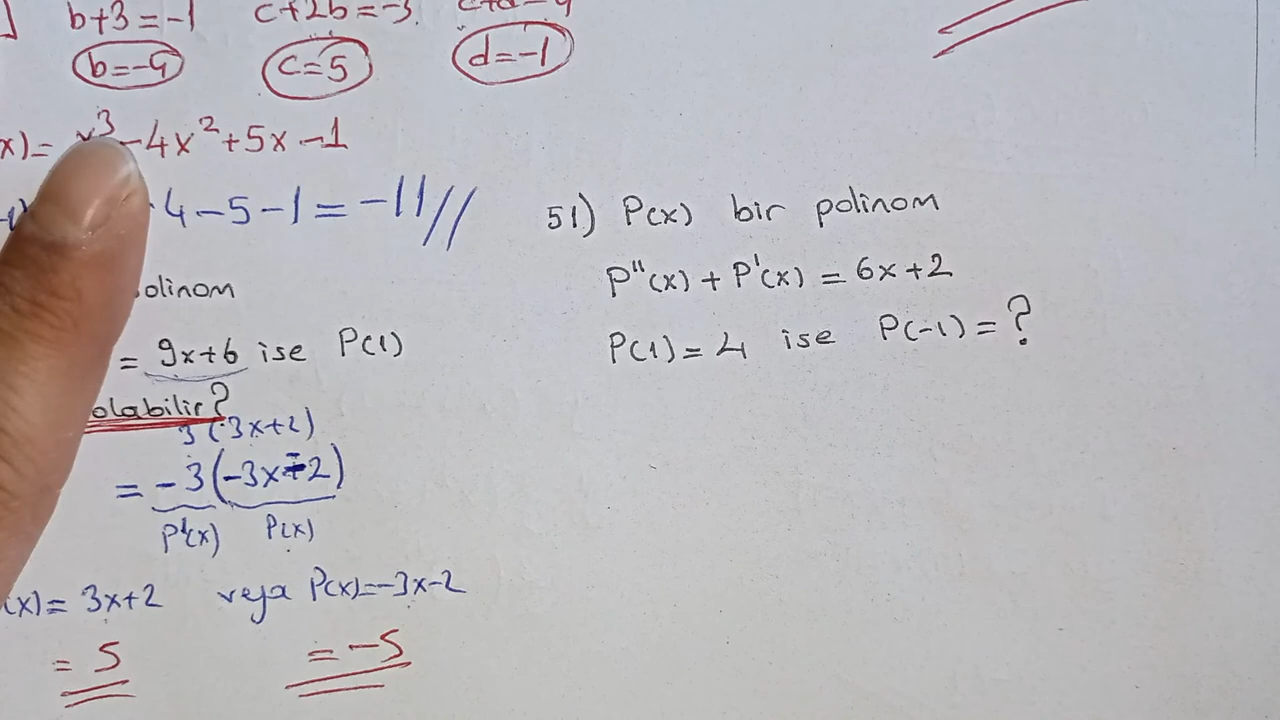 b+3=-1 c+2b=-3
b=-4 c=5 d=-1
x)= x³-4x²+5x-1
4-5-1=-11//
olinom
= 9x+6 ise P(1)
olabilir?
3(3x+2)
=-3(-3x-2)
P'(x) P(x)
(x)= 3x+2 veya P(x)=-3x-2
= 5 = -5
51) P(x) bir polinom
P''(x) + P'(x) = 6x+2
P(1)=4 ise P(-1)=?